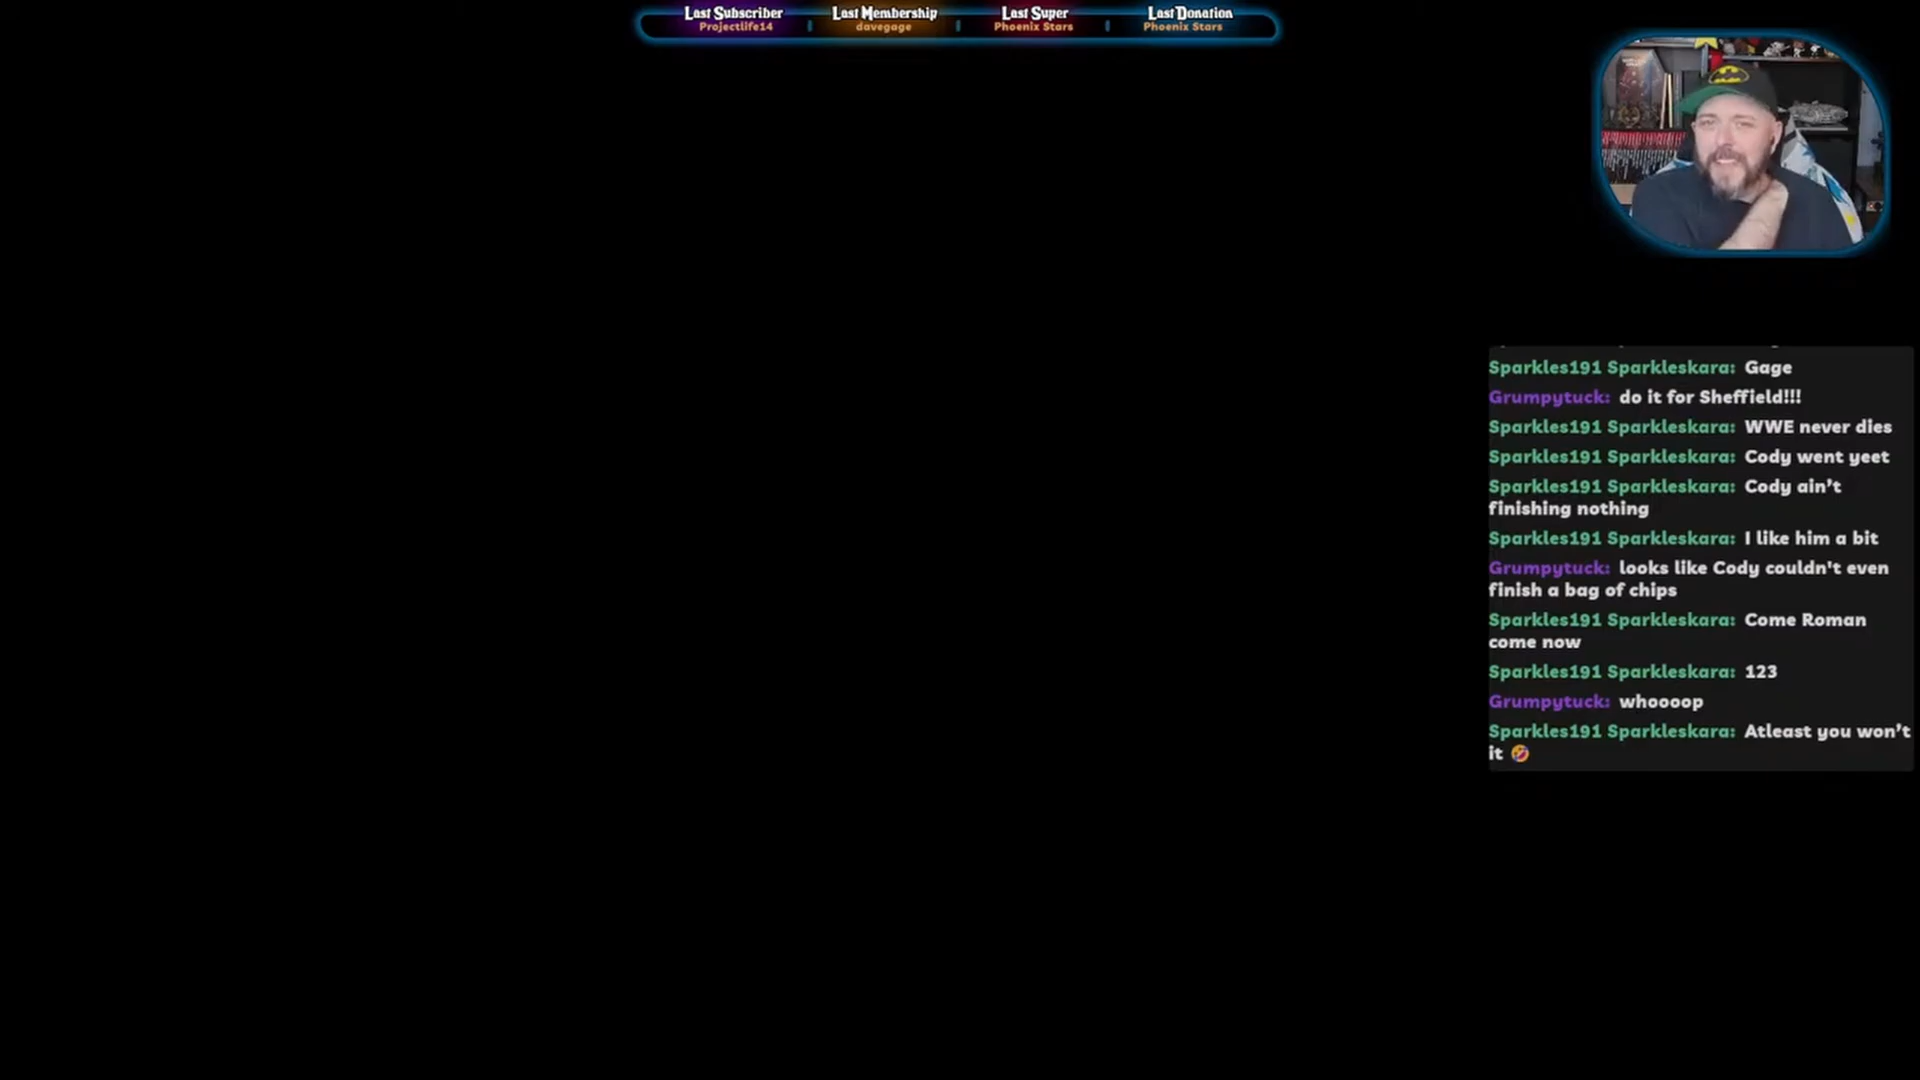 Last Subscriber
Projectlife14
Last Membership
davegage
Last Super
Phoenix Stars
Last Donation
Phoenix Stars
Sparkles191 Sparkleskara: Gage
Grumpytuck: do it for Sheffield!!!
Sparkles191 Sparkleskara: WWE never dies
Sparkles191 Sparkleskara: Cody went yeet
Sparkles191 Sparkleskara: Cody ain't
finishing nothing
Sparkles191 Sparkleskara: I like him a bit
Grumpytuck: looks like Cody couldn't even
finish a bag of chips
Sparkles191 Sparkleskara: Come Roman
come now
Sparkles191 Sparkleskara: 123
Grumpytuck: whoooop
Sparkles191 Sparkleskara: Atleast you won't
it 🤣